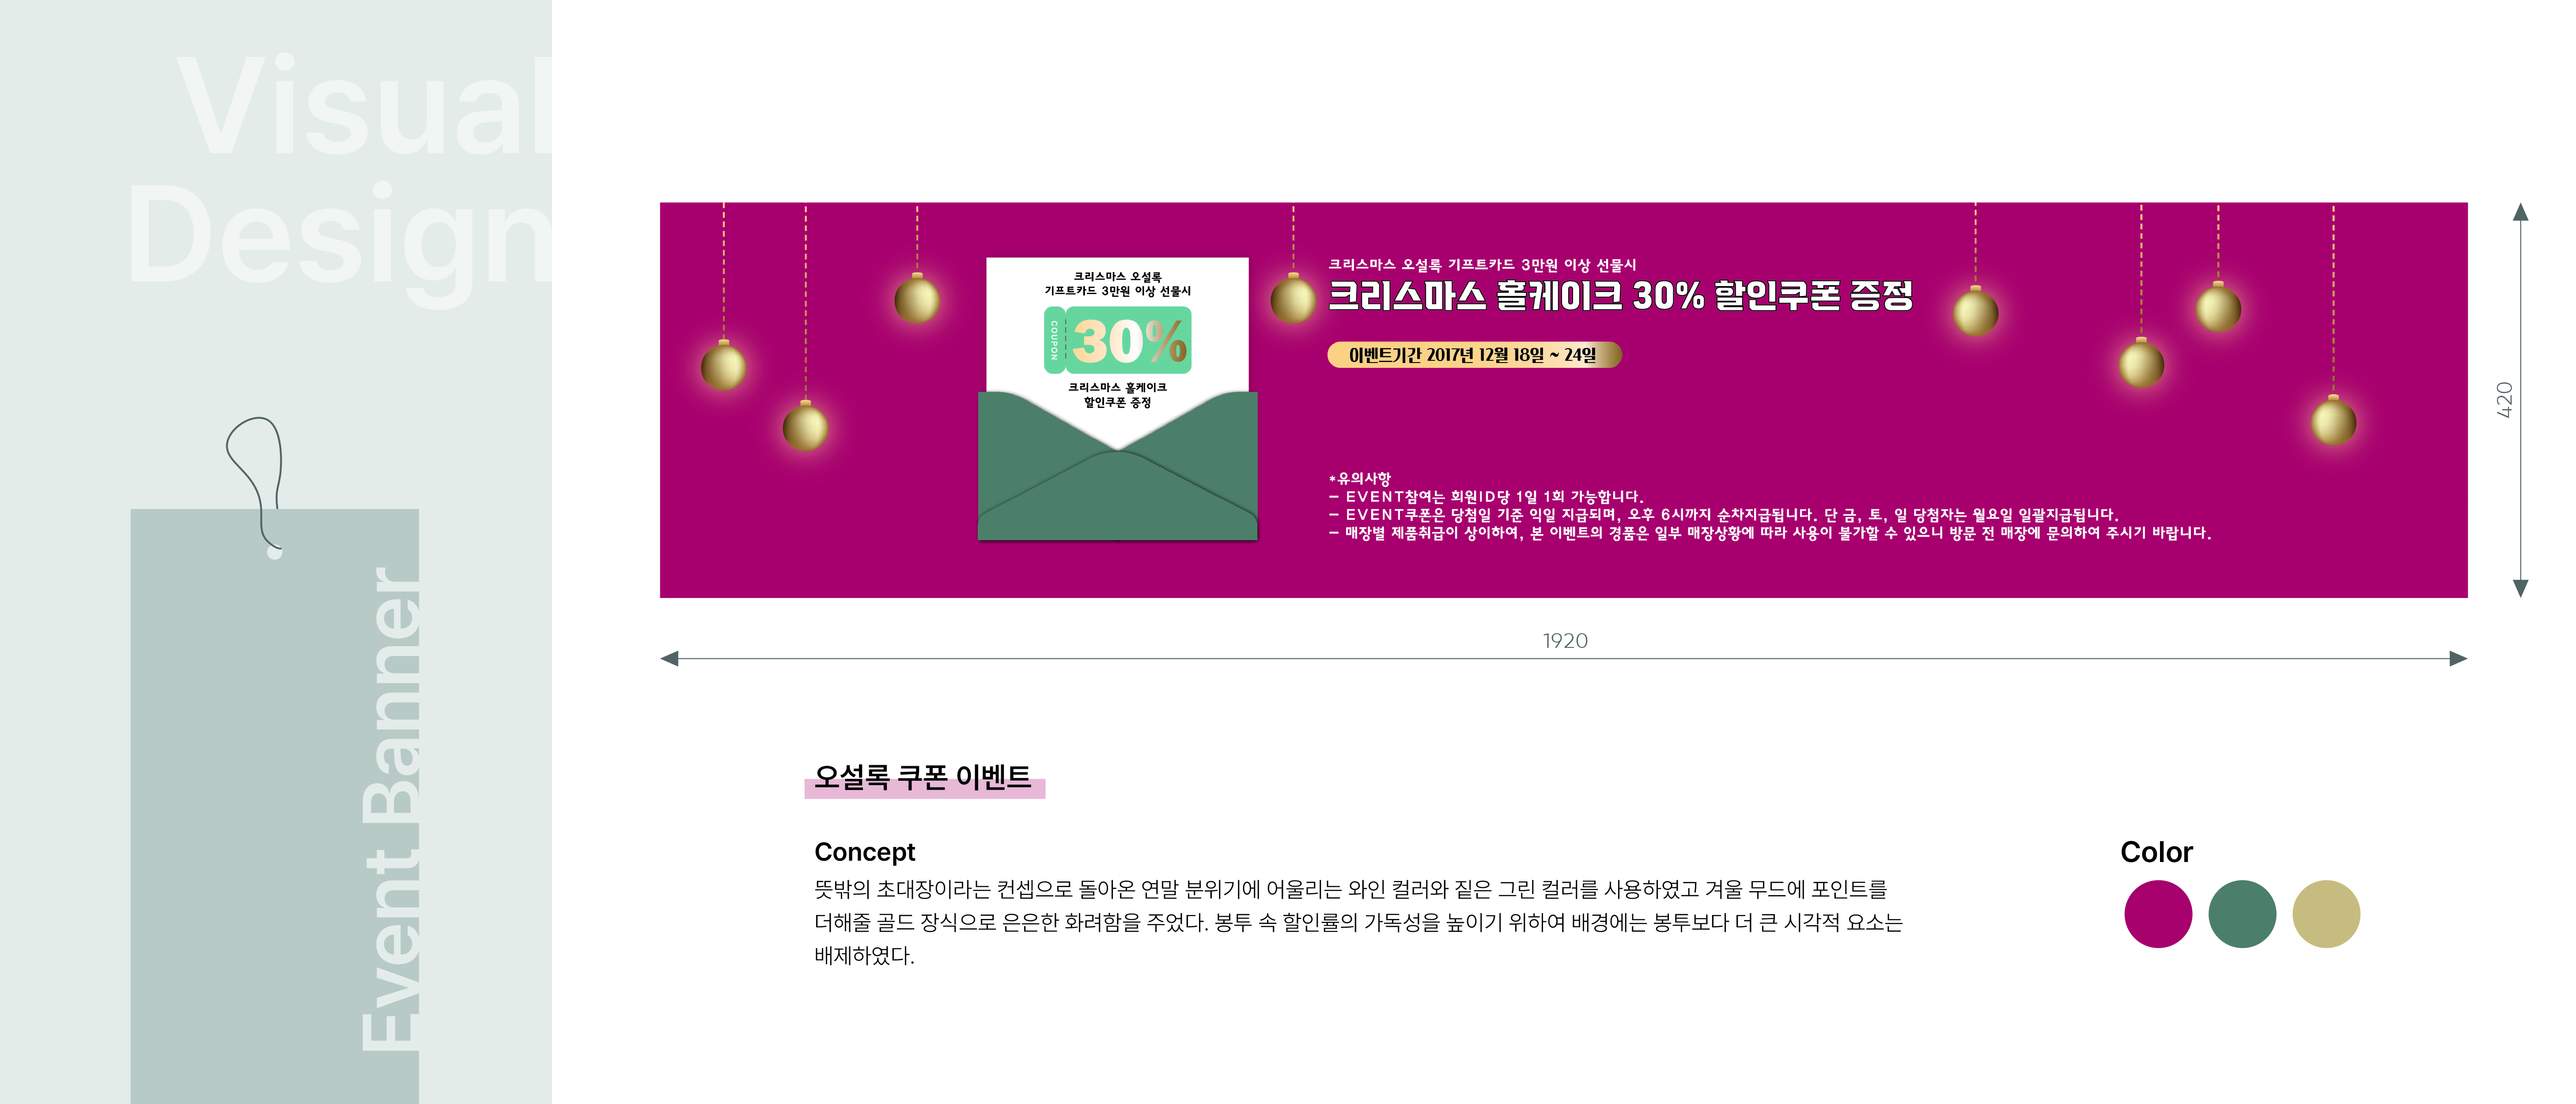 Visual
Design
Event Banner
크리스마스 오설록
기프트카드 3만원 이상 선물시
COUPON
30%
크리스마스 홀케이크
할인쿠폰 증정
크리스마스 오설록 기프트카드 3만원 이상 선물시
크리스마스 홀케이크 30% 할인쿠폰 증정
이벤트기간 2017년 12월 18일 ~ 24일
*유의사항
- EVENT참여는 회원ID당 1일 1회 가능합니다.
- EVENT쿠폰은 당첨일 기준 익일 지급되며, 오후 6시까지 순차지급됩니다. 단 금, 토, 일 당첨자는 월요일 일괄지급됩니다.
- 매장별 제품취급이 상이하여, 본 이벤트의 경품은 일부 매장상황에 따라 사용이 불가할 수 있으니 방문 전 매장에 문의하여 주시기 바랍니다.
420
1920
오설록 쿠폰 이벤트
Concept
뜻밖의 초대장이라는 컨셉으로 돌아온 연말 분위기에 어울리는 와인 컬러와 짙은 그린 컬러를 사용하였고 겨울 무드에 포인트를
더해줄 골드 장식으로 은은한 화려함을 주었다. 봉투 속 할인률의 가독성을 높이기 위하여 배경에는 봉투보다 더 큰 시각적 요소는
배제하였다.
Color